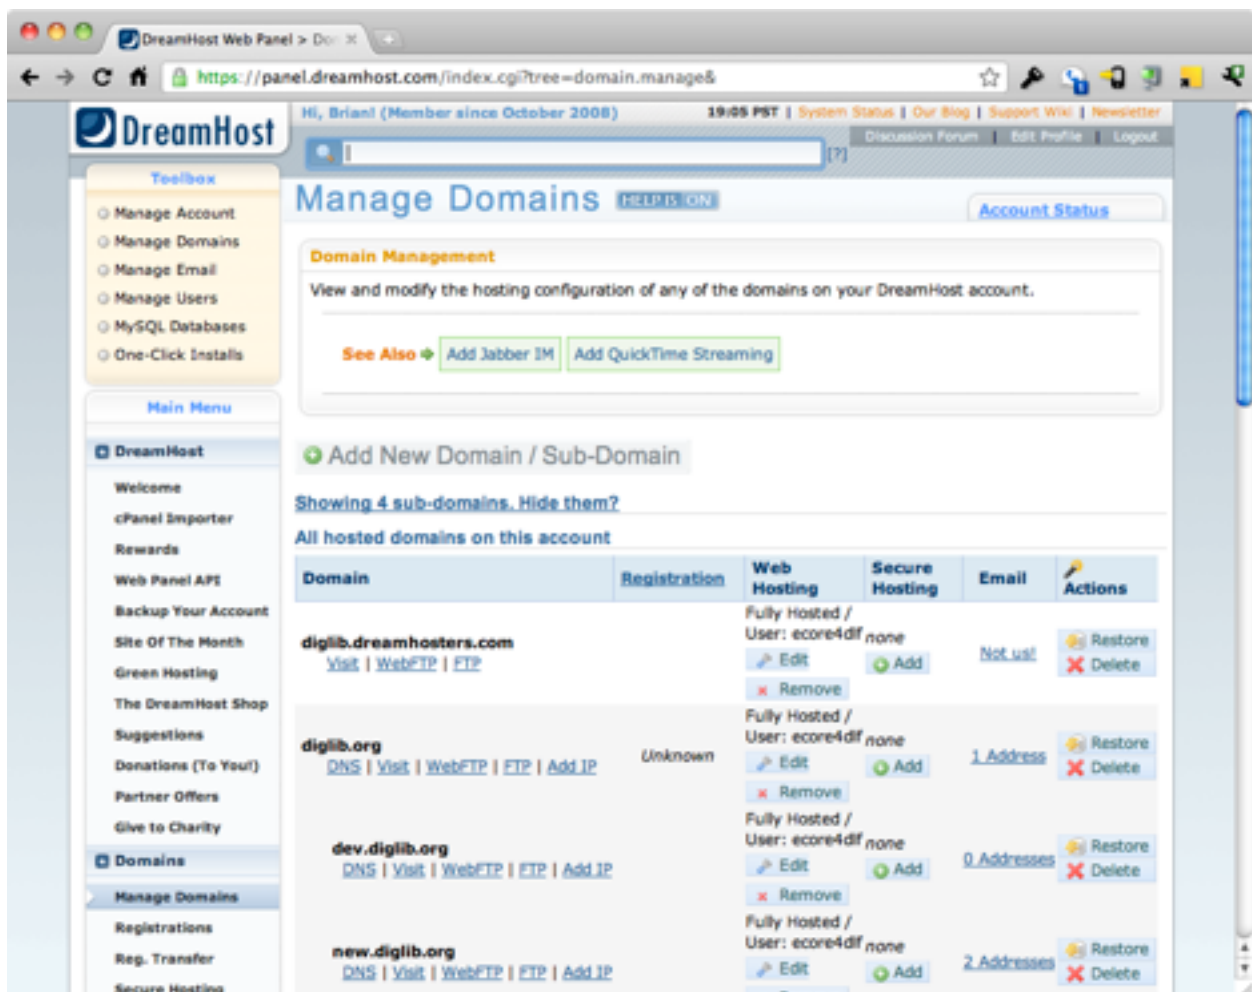 DreamHost Web Panel > Do
https://panel.dreamhost.com/index.cgi?tree=domain.manage&
DreamHost
Hi, Brian! (Member since October 2008)
19:05 PST | System Status | Our Blog | Support Wiki | Newsletter
Discussion Forum | Edit Profile | Logout
[?]
Toolbox
Manage Account
Manage Domains
Manage Email
Manage Users
MySQL Databases
One-Click Installs
Main Menu
DreamHost
Welcome
cPanel Importer
Rewards
Web Panel API
Backup Your Account
Site Of The Month
Green Hosting
The DreamHost Shop
Suggestions
Donations (To You!)
Partner Offers
Give to Charity
Domains
Manage Domains
Registrations
Reg. Transfer
Secure Hosting
Manage Domains HELP IS ON
Account Status
Domain Management
View and modify the hosting configuration of any of the domains on your DreamHost account.
See Also Add Jabber IM Add QuickTime Streaming
Add New Domain / Sub-Domain
Showing 4 sub-domains. Hide them?
All hosted domains on this account
Domain Registration Web Hosting Secure Hosting Email Actions
diglib.dreamhosters.com
Visit | WebFTP | FTP
Fully Hosted /
User: ecore4dlf
Edit
Remove
none
Add
Not us!
Restore
Delete
diglib.org
DNS | Visit | WebFTP | FTP | Add IP
Unknown
Fully Hosted /
User: ecore4dlf
Edit
Remove
none
Add
1 Address
Restore
Delete
dev.diglib.org
DNS | Visit | WebFTP | FTP | Add IP
Fully Hosted /
User: ecore4dlf
Edit
Remove
none
Add
0 Addresses
Restore
Delete
new.diglib.org
DNS | Visit | WebFTP | FTP | Add IP
Fully Hosted /
User: ecore4dlf
Edit
none
Add
2 Addresses
Restore
Delete